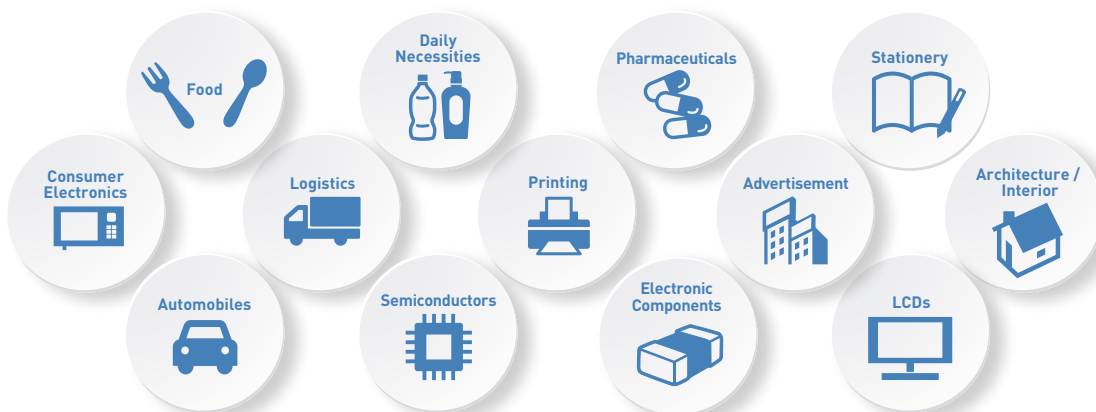 Food
Daily
Necessities
Pharmaceuticals
Stationery
Consumer
Electronics
Logistics
Printing
Advertisement
Architecture /
Interior
Automobiles
Semiconductors
Electronic
Components
LCDs